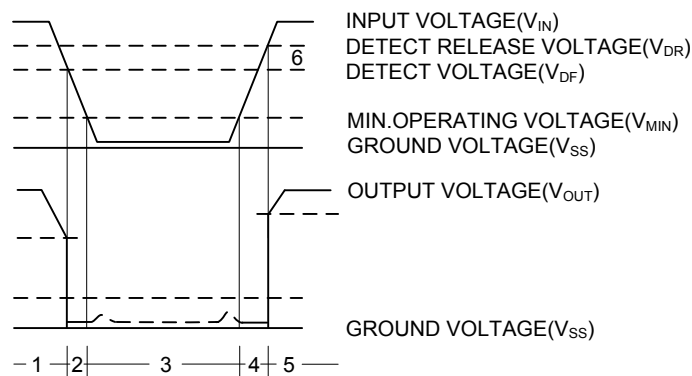 INPUT VOLTAGE(VIN)
DETECT RELEASE VOLTAGE(VDR)
6
DETECT VOLTAGE(VDF)
MIN.OPERATING VOLTAGE(VMIN)
GROUND VOLTAGE(VSS)
OUTPUT VOLTAGE(VOUT)
GROUND VOLTAGE(VSS)
1 2 3 4 5